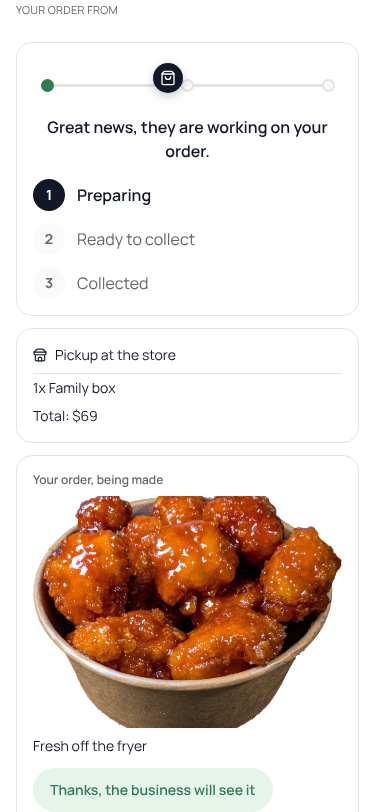 YOUR ORDER FROM
Great news, they are working on your
order.
1 Preparing
2 Ready to collect
3 Collected
Pickup at the store
1x Family box
Total: $69
Your order, being made
Fresh off the fryer
Thanks, the business will see it